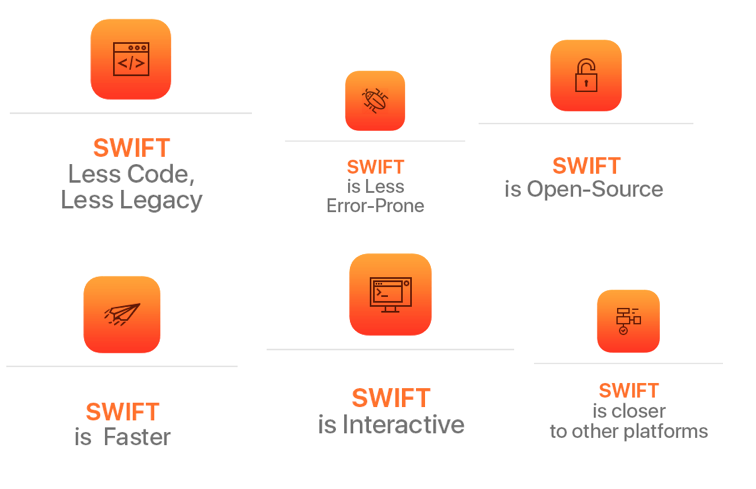 SWIFT
Less Code,
Less Legacy
SWIFT
is Less
Error-Prone
SWIFT
is Open-Source
SWIFT
is Faster
SWIFT
is Interactive
SWIFT
is closer
to other platforms